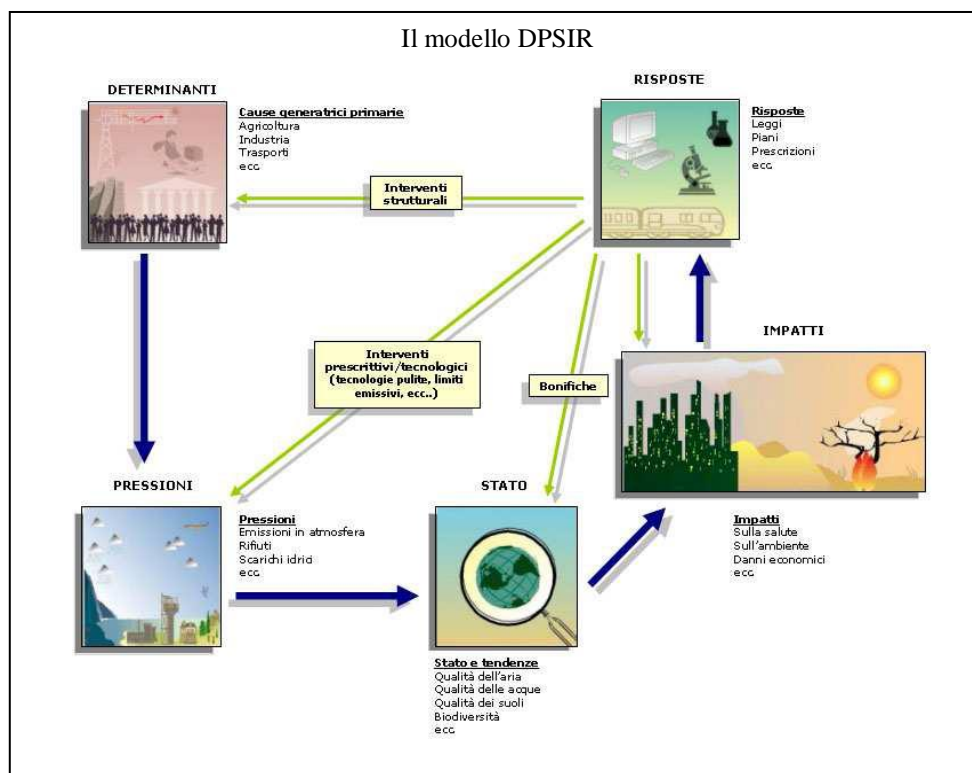 Il modello DPSIR
DETERMINANTI
Cause generatrici primarie
Agricoltura
Industria
Trasporti
ecc
RISPOSTE
Risposte
Leggi
Piani
Prescrizioni
ecc
Interventi
strutturali
Interventi
prescrittivi/tecnologici
(tecnologie pulite, limiti
emissivi, ecc..)
Bonifiche
IMPATTI
Impatti
Sulla salute
Sull'ambiente
Danni economici
ecc
PRESSIONI
Pressioni
Emissioni in atmosfera
Rifiuti
Scarichi idrici
ecc
STATO
Stato e tendenze
Qualità dell'aria
Qualità delle acque
Qualità dei suoli
Biodiversità
ecc